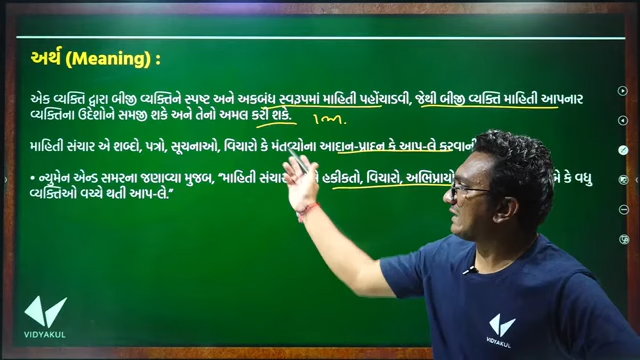 અર્થ (Meaning) :
એક વ્યક્તિ દ્વારા બીજી વ્યક્તિને સ્પષ્ટ અને અકબંધ સ્વરૂપમાં માહિતી પહોંચાડવી, જેથી બીજી વ્યક્તિ માહિતી આપનાર
વ્યક્તિના ઉદેશોને સમજી શકે અને તેનો અમલ કરી શકે.
માહિતી સંચાર એ શબ્દો, પત્રો, સૂચનાઓ, વિચારો કે મંતવ્યોના આદાન-પ્રાદન કે આપ-લે કરવાની
• ન્યુમેન એન્ડ સમરના જણાવ્યા મુજબ, “માહિતી સંચાર હકીકતો, વિચારો, અભિપ્રાયો બે કે વધુ
વ્યક્તિઓ વચ્ચે થતી આપ-લે.”
VIDYAKUL
VIDYAKUL